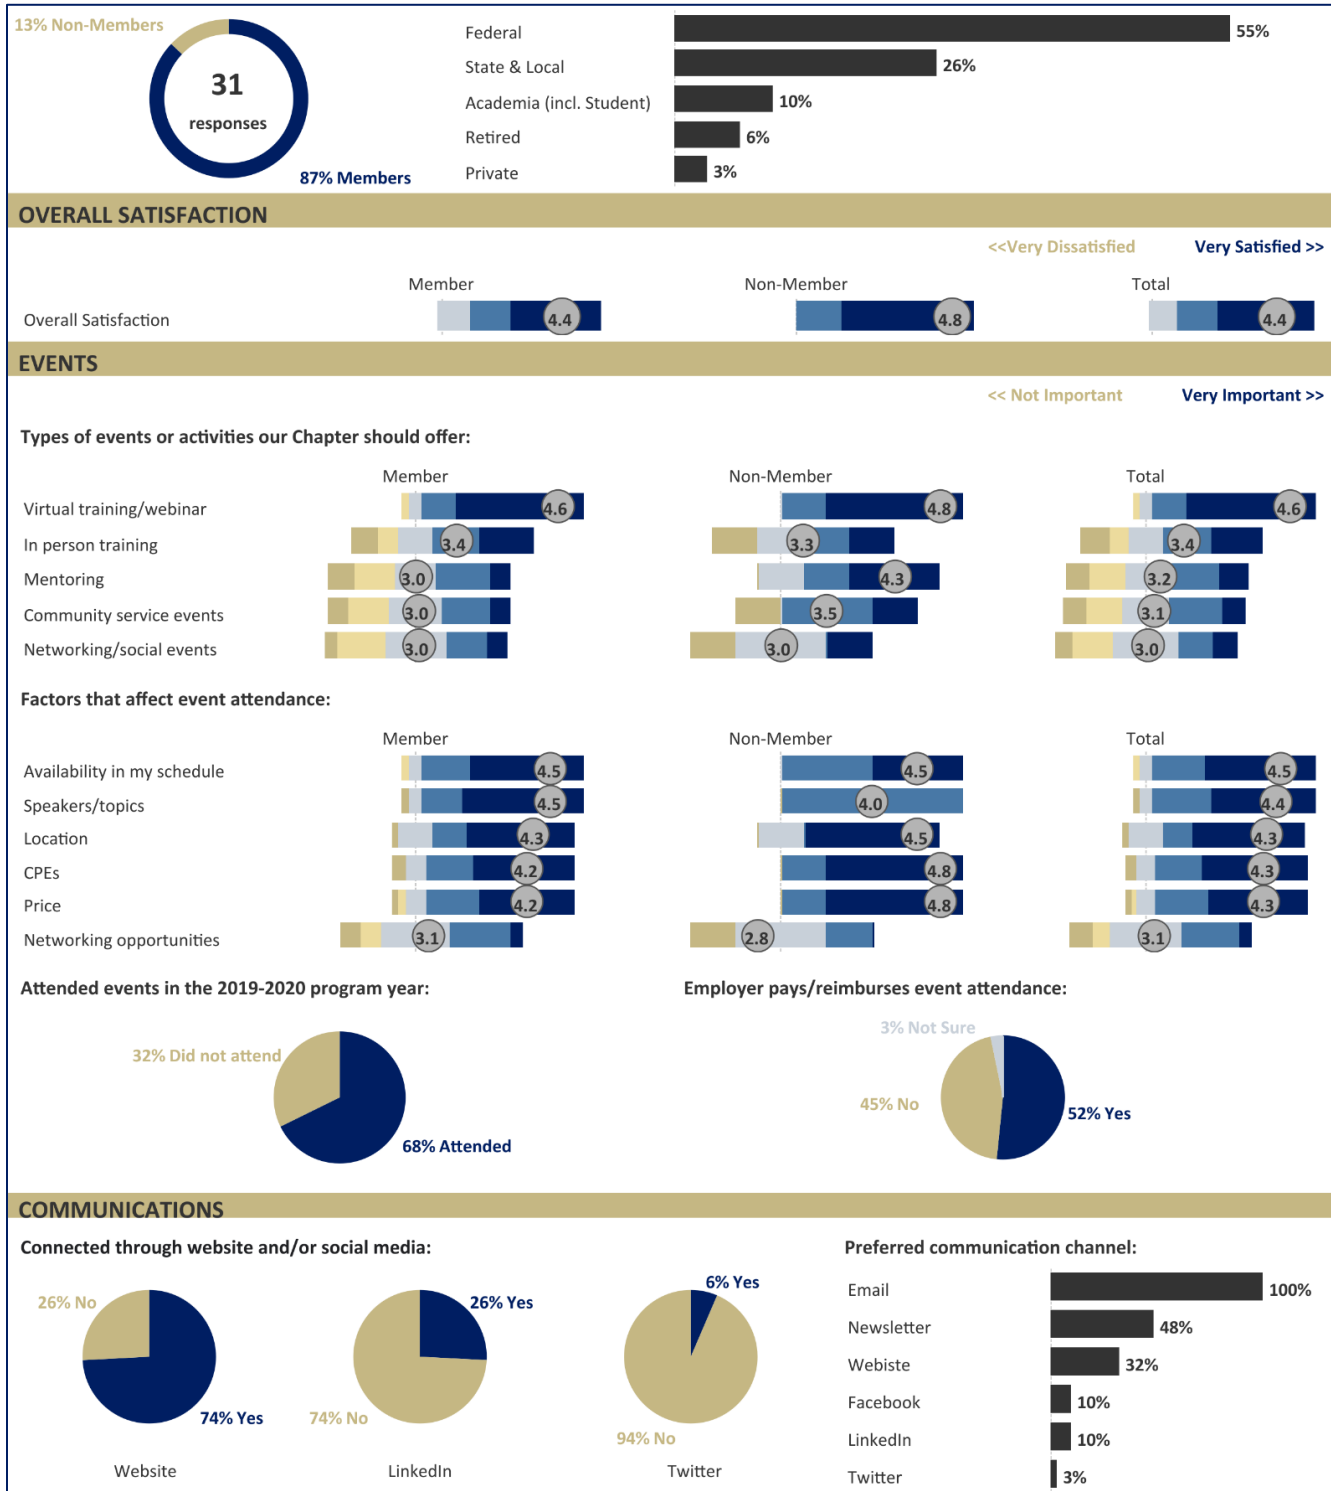 13% Non-Members
31
responses
87% Members
Federal 55%
State & Local 26%
Academia (incl. Student) 10%
Retired 6%
Private 3%
OVERALL SATISFACTION
<<Very Dissatisfied Very Satisfied >>
Member Non-Member Total
Overall Satisfaction 4.4 4.8 4.4
EVENTS
<< Not Important Very Important >>
Types of events or activities our Chapter should offer:
Member Non-Member Total
Virtual training/webinar 4.6 4.8 4.6
In person training 3.4 3.3 3.4
Mentoring 3.0 4.3 3.2
Community service events 3.0 3.5 3.1
Networking/social events 3.0 3.0 3.0
Factors that affect event attendance:
Member Non-Member Total
Availability in my schedule 4.5 4.5 4.5
Speakers/topics 4.5 4.0 4.4
Location 4.3 4.5 4.3
CPEs 4.2 4.8 4.3
Price 4.2 4.8 4.3
Networking opportunities 3.1 2.8 3.1
Attended events in the 2019-2020 program year:
32% Did not attend
68% Attended
Employer pays/reimburses event attendance:
3% Not Sure
45% No
52% Yes
COMMUNICATIONS
Connected through website and/or social media:
26% No
74% Yes
Website
26% Yes
74% No
LinkedIn
6% Yes
94% No
Twitter
Preferred communication channel:
Email 100%
Newsletter 48%
Webiste 32%
Facebook 10%
LinkedIn 10%
Twitter 3%